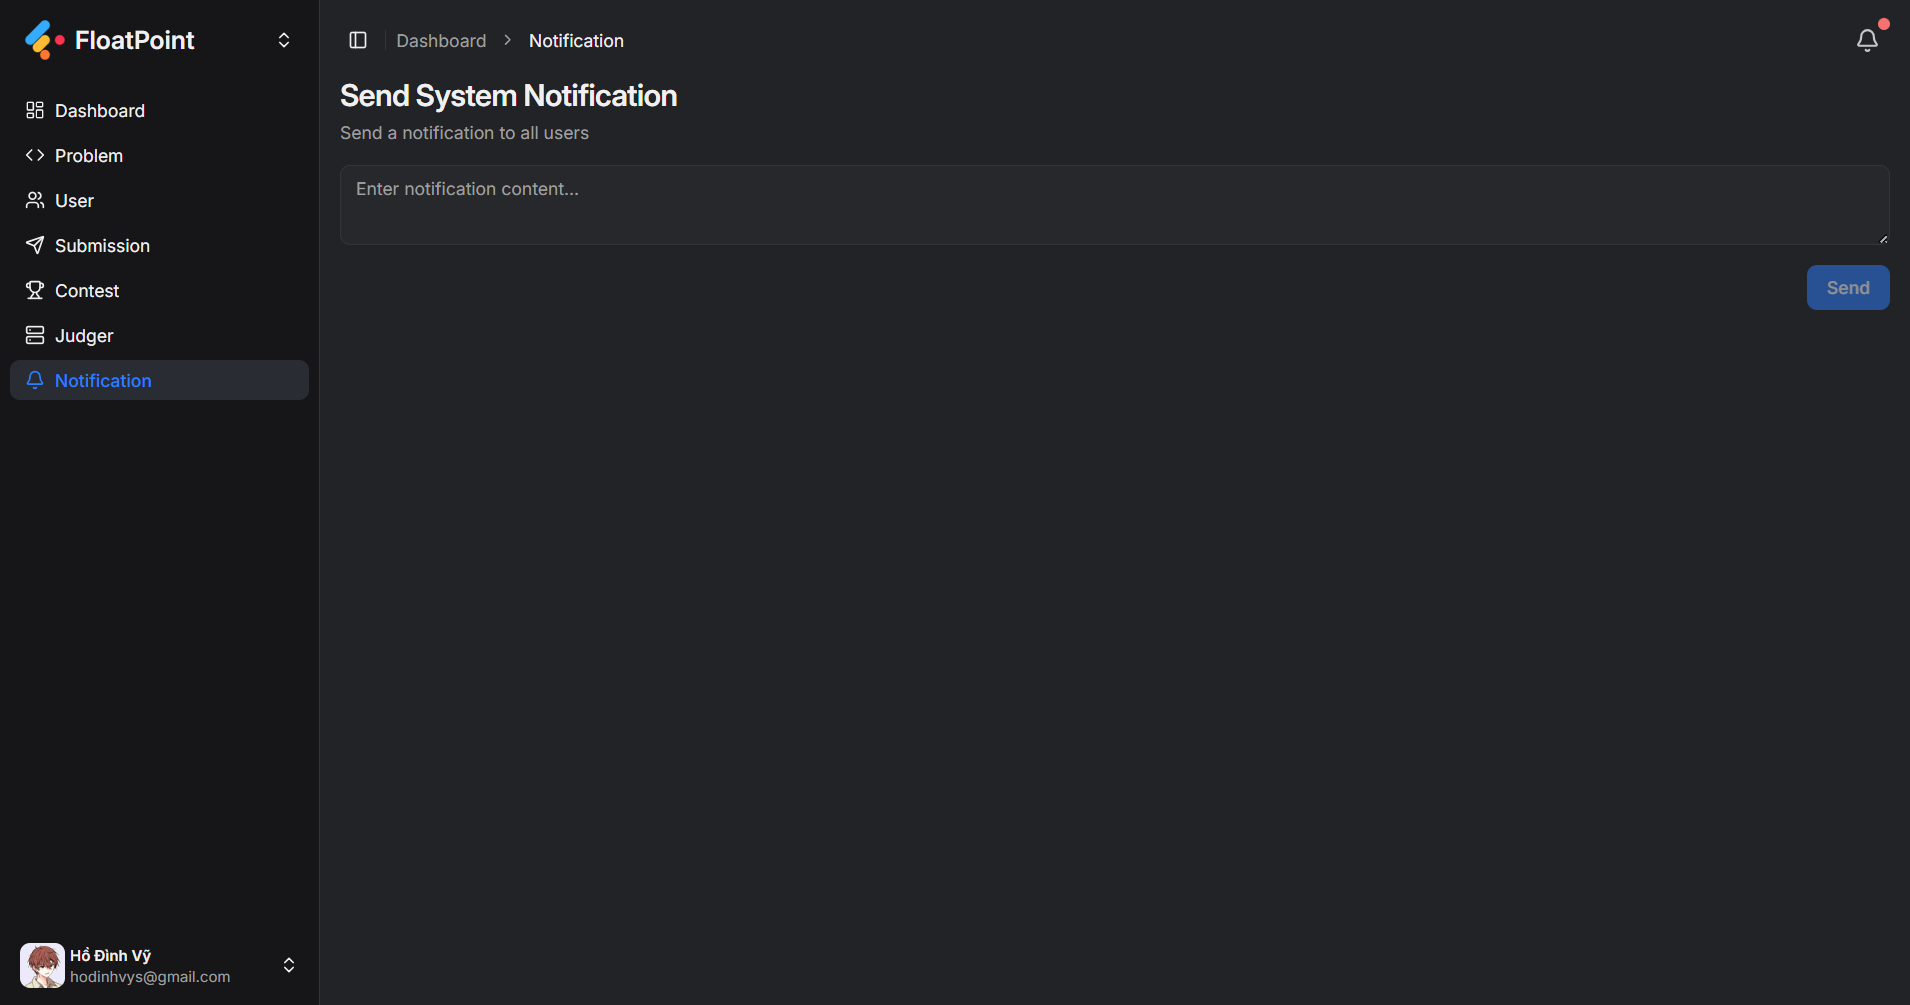 FloatPoint
Dashboard
Problem
User
Submission
Contest
Judger
Notification
Hồ Đình Vỹ
hodinhvys@gmail.com
Dashboard > Notification
Send System Notification
Send a notification to all users
Enter notification content...
Send